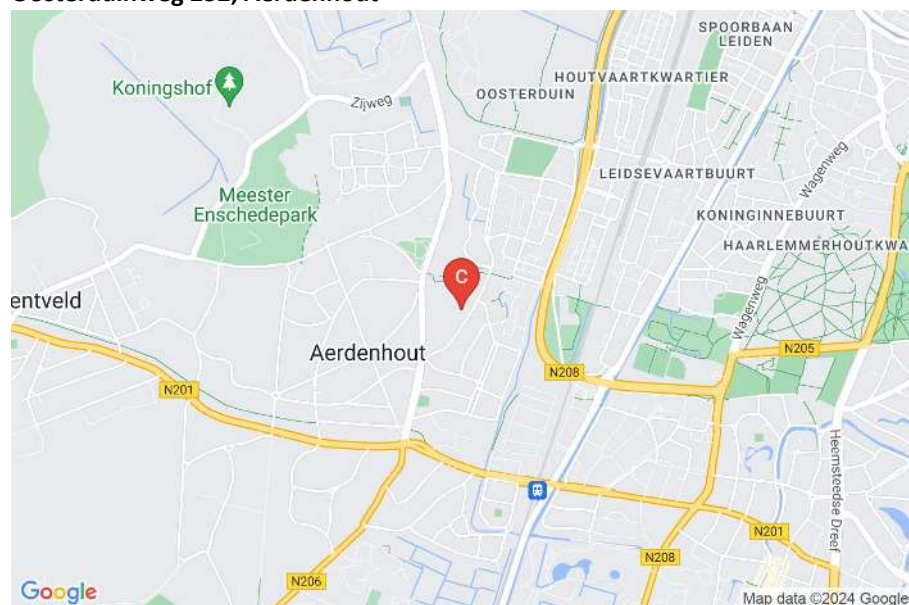 SPOORBAAN
LEIDEN
HOUTVAARTKWARTIER
Koningshof
OOSTERDUIN
Zijweg
Wagenweg
LEIDSEVAARTBUURT
Meester
Enschedepark
KONINGINNEBUURT
HAARLEMMERHOUTKWA
C
entveld
Wagenweg
Aerdenhout
N205
N208
N201
Heemsteedse Dreef
N201
N208
N206
Google
Map data ©2024 Google